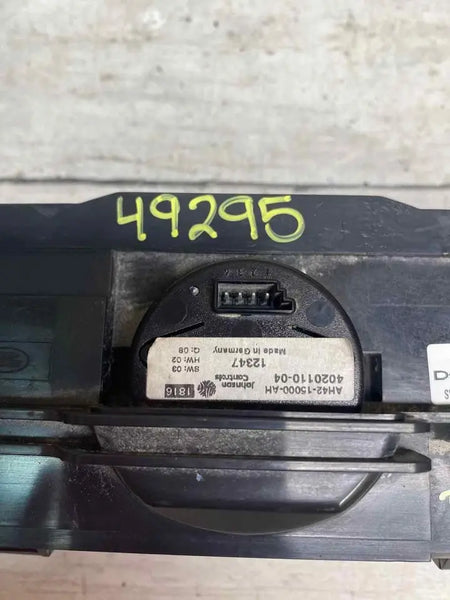 49295
AH42-15000-AH
4020110-04
Johnson
Controls
1816
12347
Made in Germany
SW: 03
HW: 02
Q: 08
D